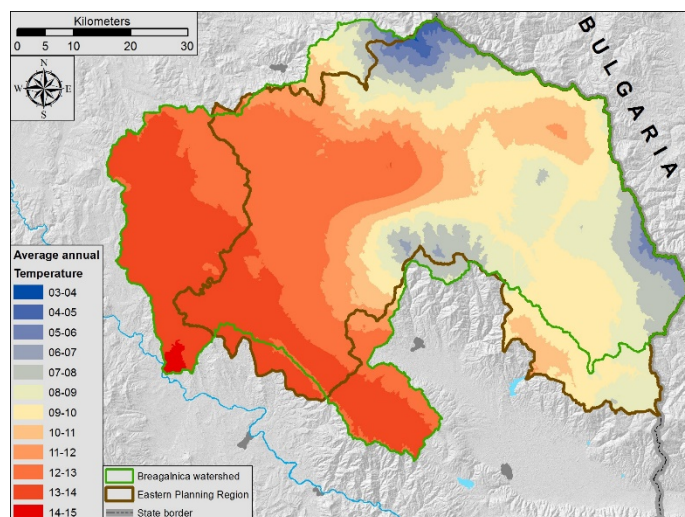 Kilometers
0 5 10 20 30
N
W E
S
BULGARIA
Average annual
Temperature
03-04
04-05
05-06
06-07
07-08
08-09
09-10
10-11
11-12
12-13
13-14
14-15
Breagalnica watershed
Eastern Planning Region
State border